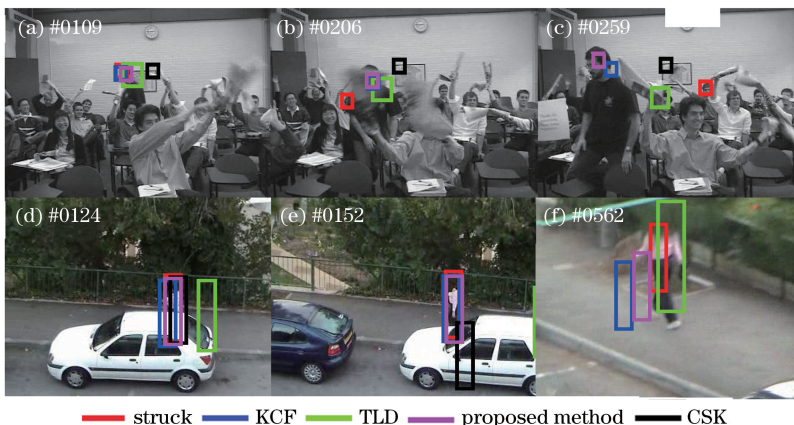 (a) #0109
(b) #0206
(c) #0259
(d) #0124
(e) #0152
(f) #0562
struck KCF TLD proposed method CSK